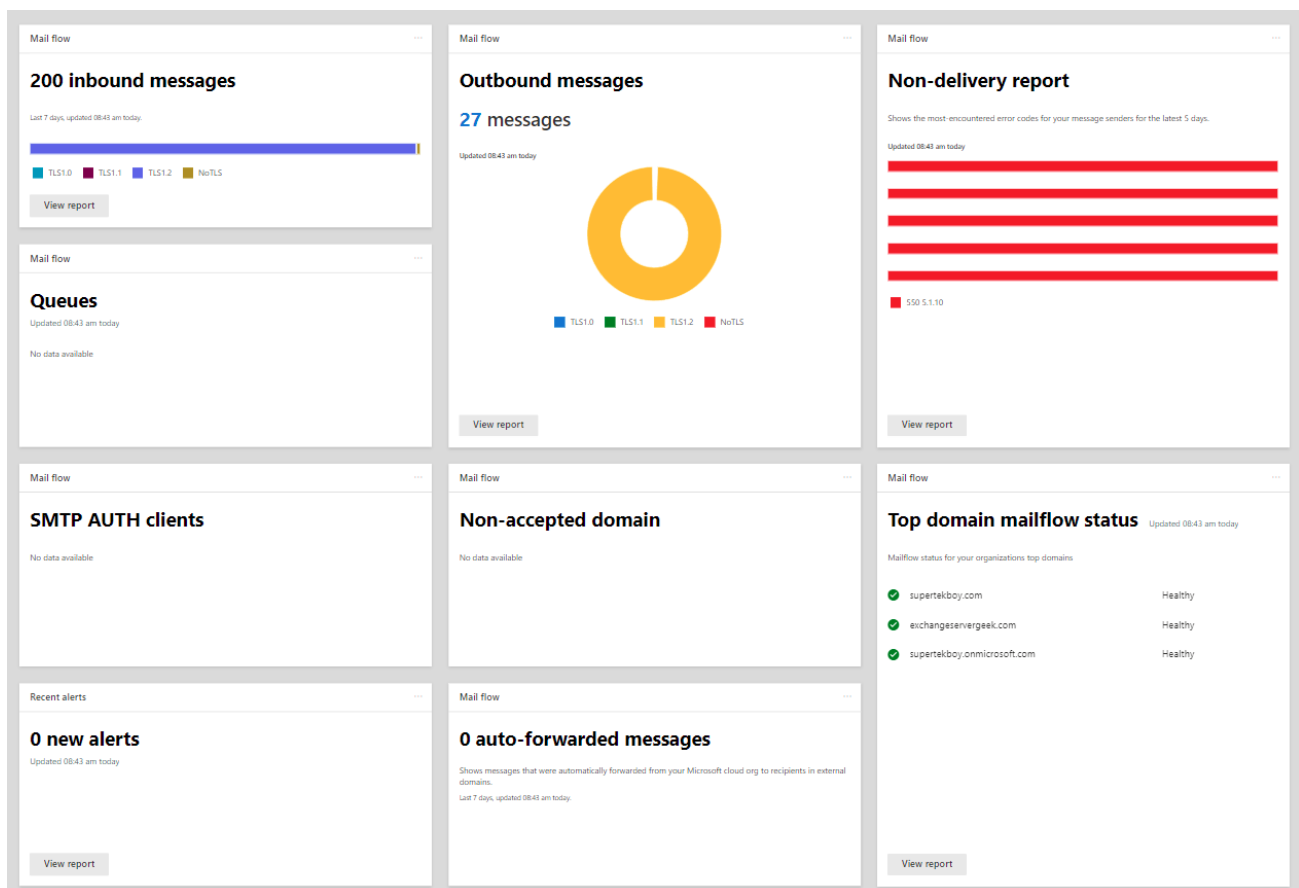 Mail flow
200 inbound messages
Last 7 days, updated 08:43 am today.
TLS1.0 TLS1.1 TLS1.2 NoTLS
View report
Mail flow
Queues
Updated 08:43 am today
No data available
Mail flow
Outbound messages
27 messages
Updated 08:43 am today
TLS1.0 TLS1.1 TLS1.2 NoTLS
View report
Mail flow
Non-delivery report
Shows the most-encountered error codes for your message senders for the latest 5 days.
Updated 08:43 am today
550 5.1.10
View report
Mail flow
SMTP AUTH clients
No data available
Mail flow
Non-accepted domain
No data available
Mail flow
Top domain mailflow status Updated 08:43 am today
Mailflow status for your organizations top domains
supertekboy.com Healthy
exchangeservergeek.com Healthy
supertekboy.onmicrosoft.com Healthy
View report
Recent alerts
0 new alerts
Updated 08:43 am today
View report
Mail flow
0 auto-forwarded messages
Shows messages that were automatically forwarded from your Microsoft cloud org to recipients in external
domains.
Last 7 days, updated 08:43 am today.